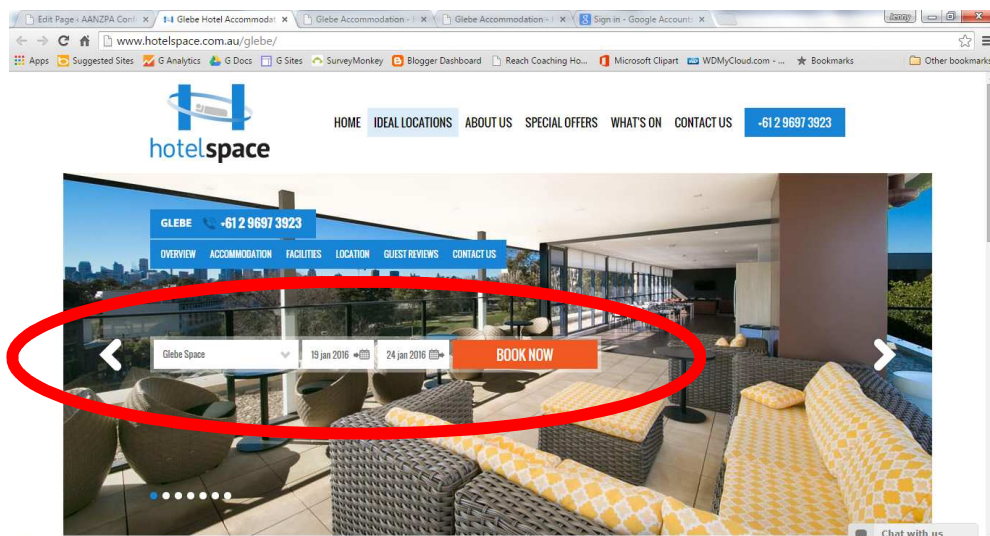 Jenny
Edit Page ‹ AANZPA Conf
Glebe Hotel Accommodat
Glebe Accommodation -
Glebe Accommodation -
Sign in - Google Accounts
www.hotelspace.com.au/glebe/
Apps Suggested Sites G Analytics G Docs G Sites SurveyMonkey Blogger Dashboard Reach Coaching Ho... Microsoft Clipart WDMyCloud.com - ... Bookmarks Other bookmarks
hotelspace
HOME IDEAL LOCATIONS ABOUT US SPECIAL OFFERS WHAT'S ON CONTACT US +61 2 9697 3923
GLEBE +61 2 9697 3923
OVERVIEW ACCOMMODATION FACILITIES LOCATION GUEST REVIEWS CONTACT US
Glebe Space 19 jan 2016 24 jan 2016 BOOK NOW
Chat with us